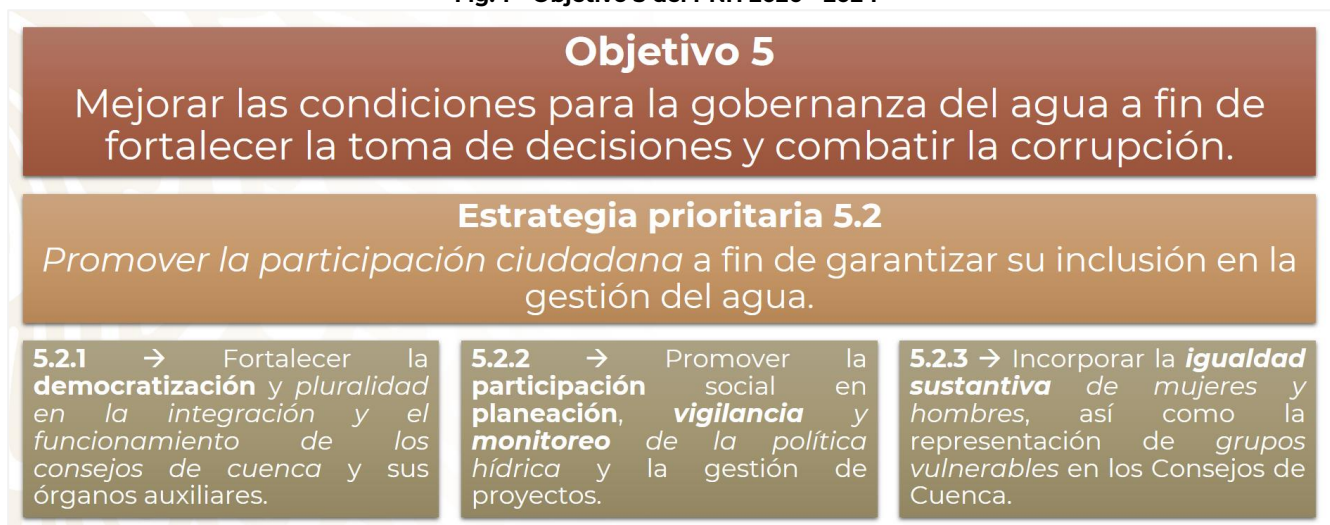 Objetivo 5
Mejorar las condiciones para la gobernanza del agua a fin de
fortalecer la toma de decisiones y combatir la corrupción.
Estrategia prioritaria 5.2
Promover la participación ciudadana a fin de garantizar su inclusión en la
gestión del agua.
5.2.1 → Fortalecer la
democratización y pluralidad
en la integración y el
funcionamiento de los
consejos de cuenca y sus
órganos auxiliares.
5.2.2 → Promover la
participación social en
planeación, vigilancia y
monitoreo de la política
hídrica y la gestión de
proyectos.
5.2.3 → Incorporar la igualdad
sustantiva de mujeres y
hombres, así como la
representación de grupos
vulnerables en los Consejos de
Cuenca.